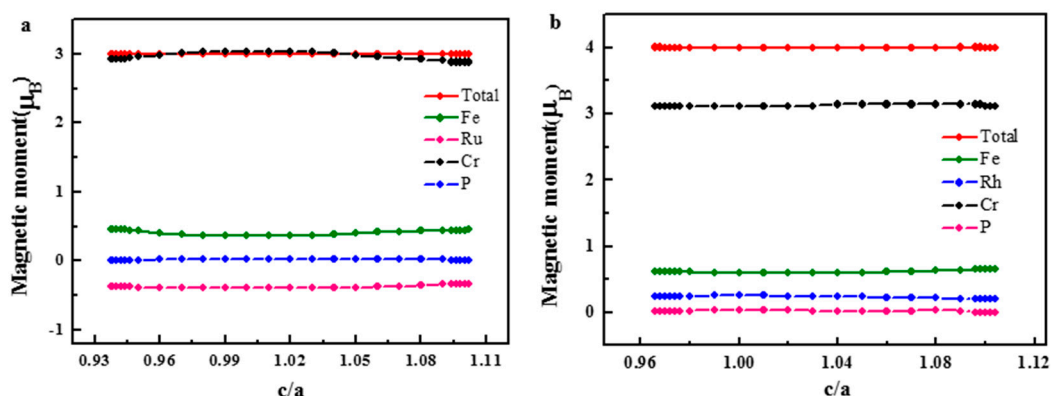 a
Magnetic moment(μB)
3
2
1
0
-1
Total
Fe
Ru
Cr
P
0.93 0.96 0.99 1.02 1.05 1.08 1.11
c/a
b
Magnetic moment(μB)
4
3
2
1
0
Total
Fe
Rh
Cr
P
0.96 1.00 1.04 1.08 1.12
c/a